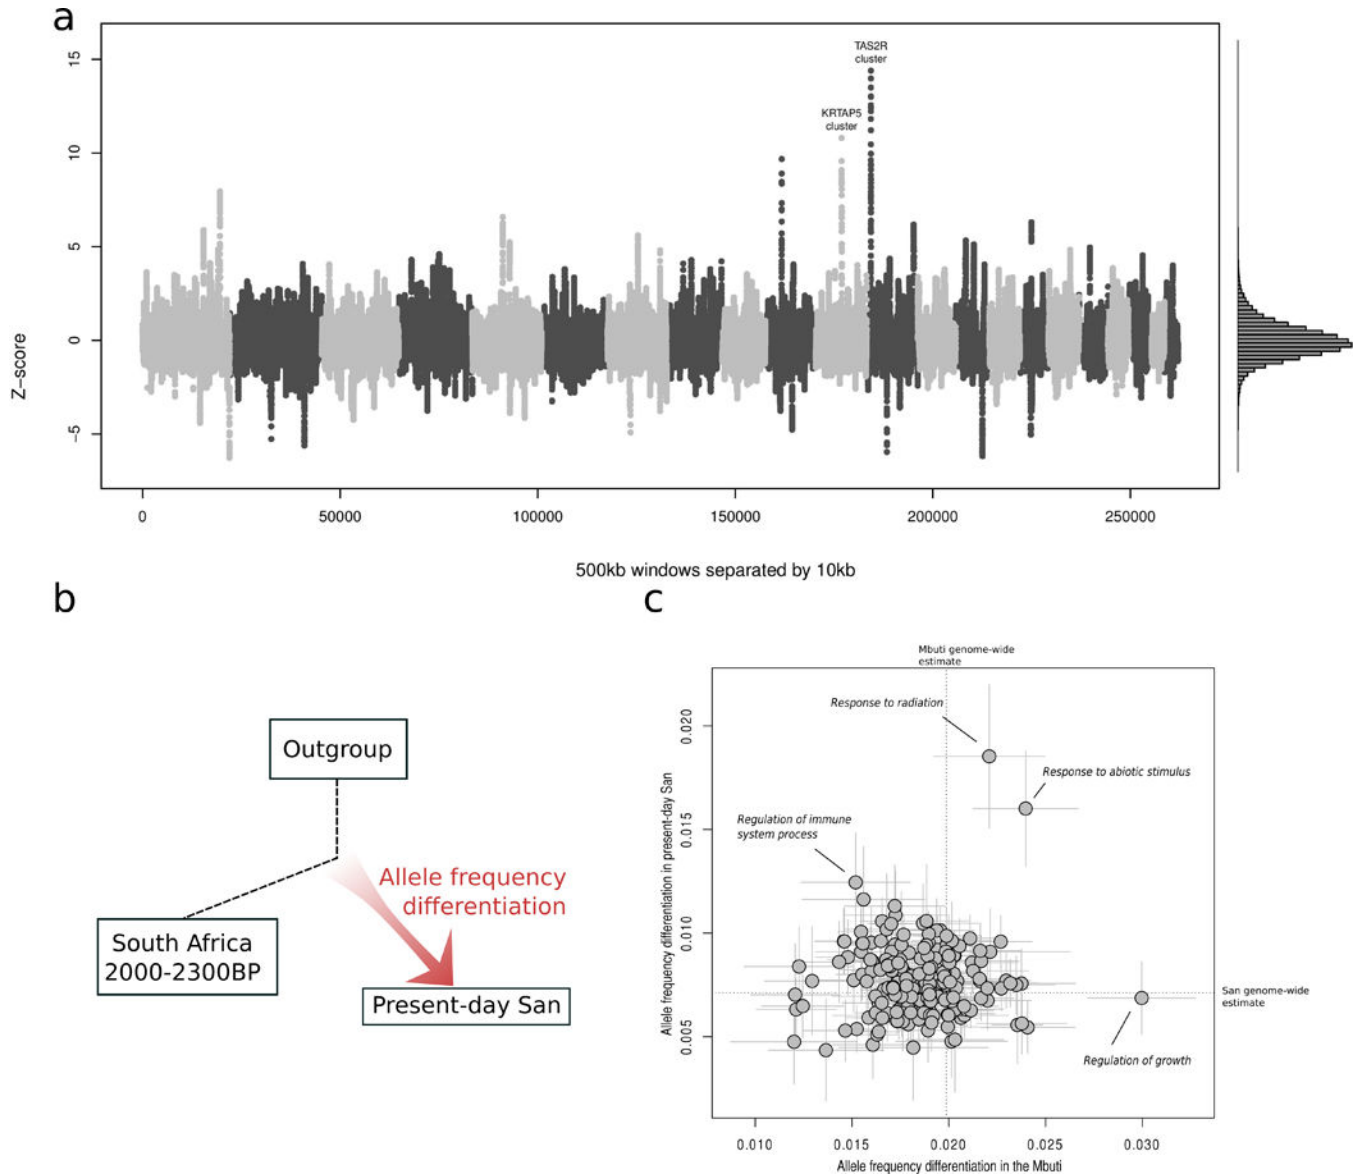 a
15
10
5
0
−5
Z−score
TAS2R
cluster
KRTAP5
cluster
0
50000
100000
150000
200000
250000
500kb windows separated by 10kb
b
Outgroup
Allele frequency
differentiation
South Africa
2000-2300BP
Present-day San
c
Mbuti genome-wide
estimate
Response to radiation
Response to abiotic stimulus
Regulation of immune
system process
San genome-wide
estimate
Regulation of growth
Allele frequency differentiation in present-day San
0.020
0.015
0.010
0.005
0.010
0.015
0.020
0.025
0.030
Allele frequency differentiation in the Mbuti